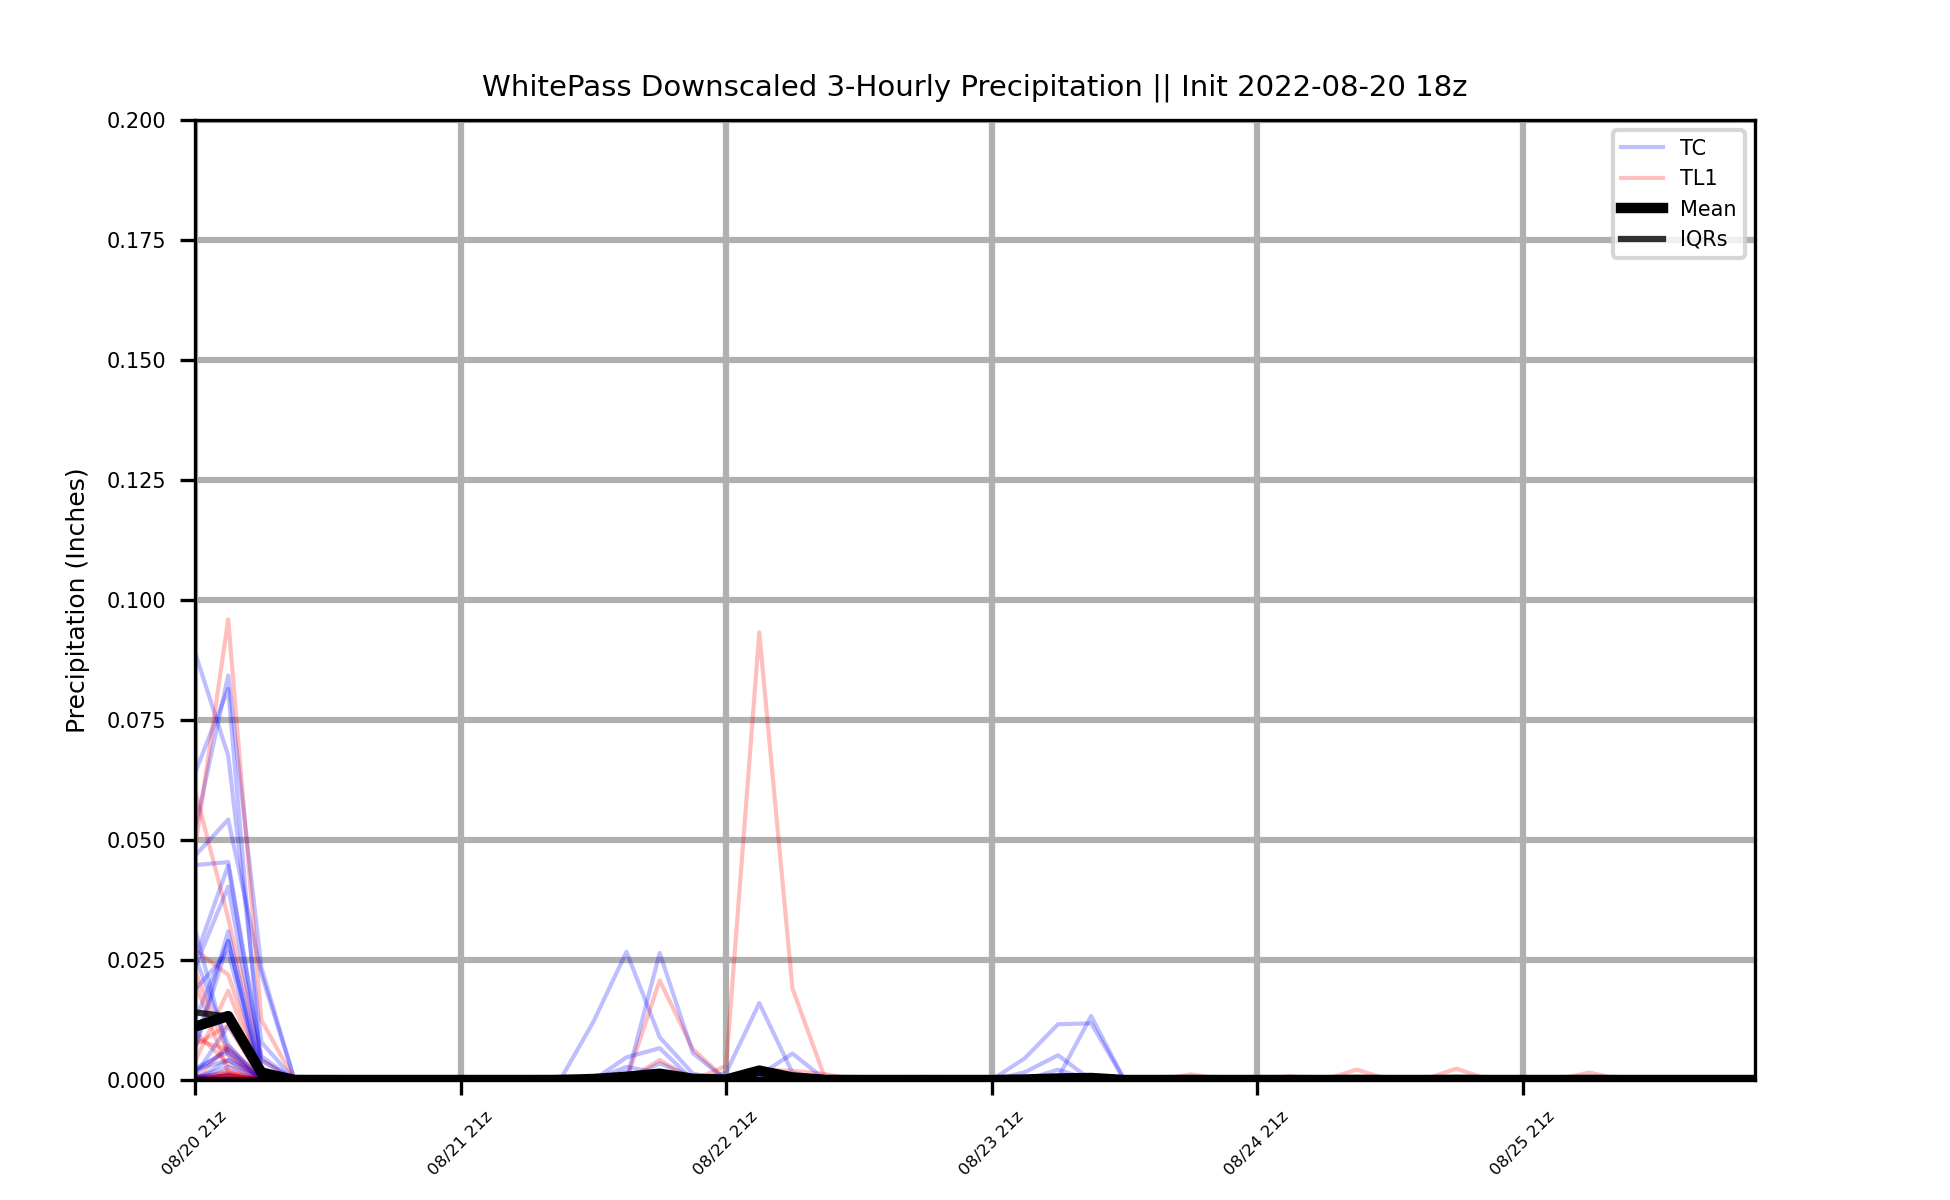 WhitePass Downscaled 3-Hourly Precipitation || Init 2022-08-20 18z
Precipitation (Inches)
0.200
0.175
0.150
0.125
0.100
0.075
0.050
0.025
0.000
TC
TL1
Mean
IQRs
08/20 21z
08/21 21z
08/22 21z
08/23 21z
08/24 21z
08/25 21z